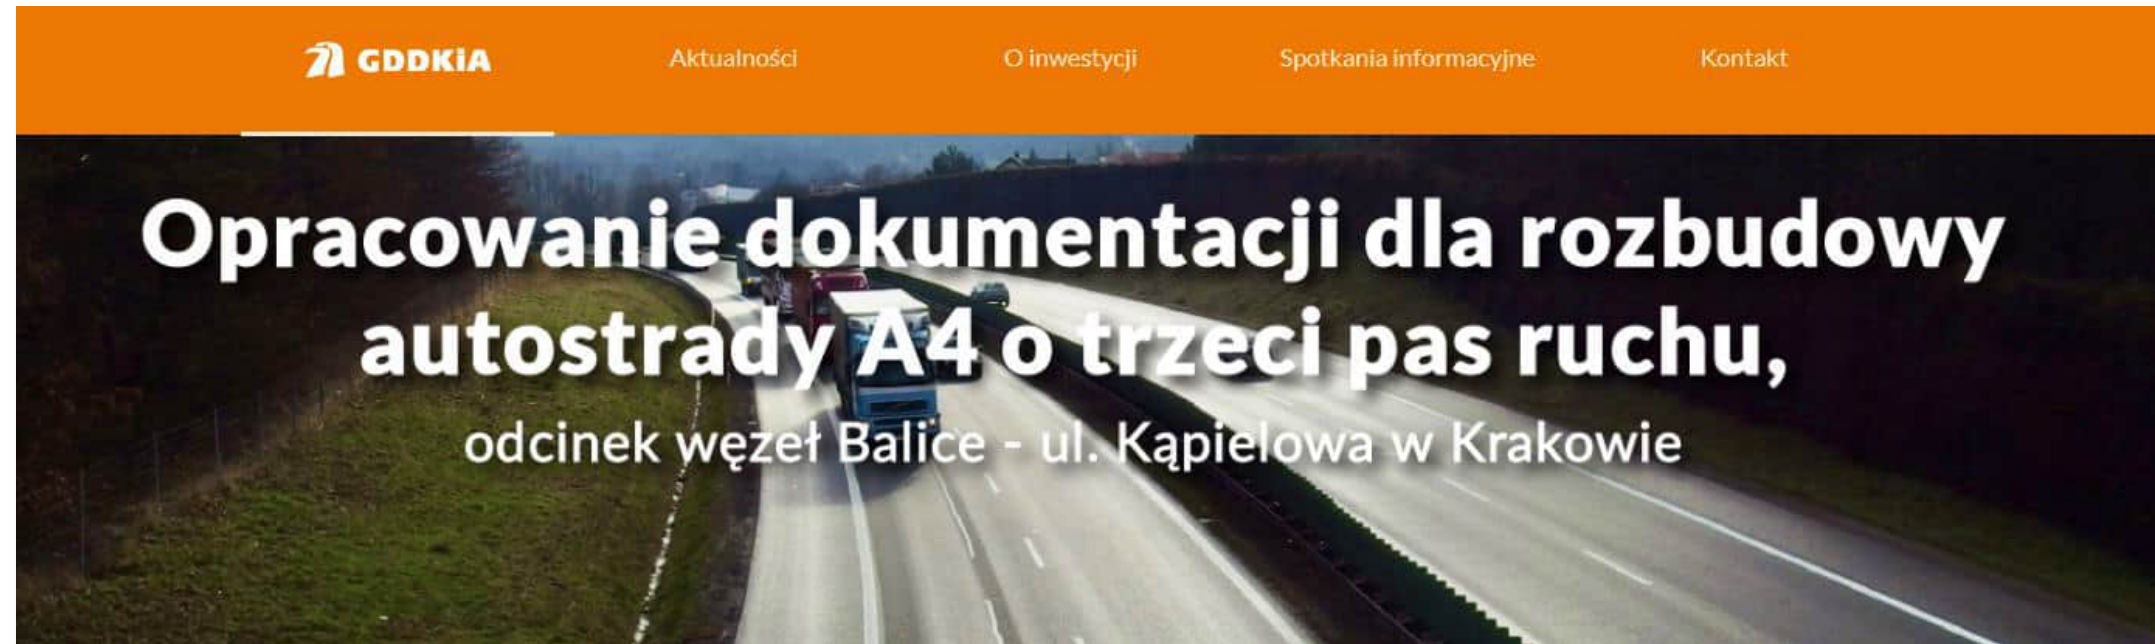 GDDKiA
Aktualności
O inwestycji
Spotkania informacyjne
Kontakt
Opracowanie dokumentacji dla rozbudowy
autostrady A4 o trzeci pas ruchu,
odcinek węzeł Balice - ul. Kąpielowa w Krakowie